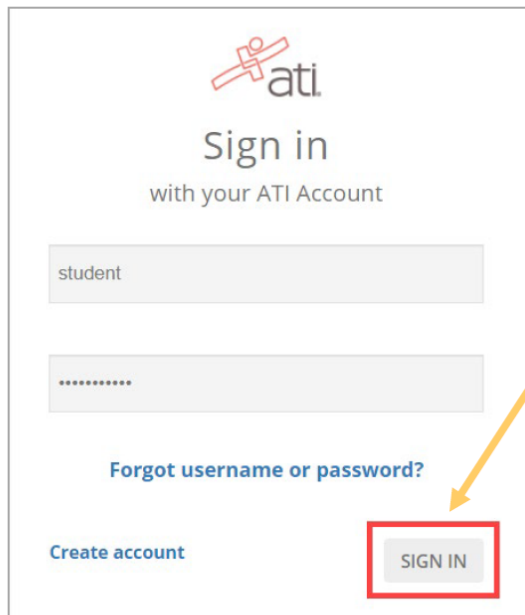 ati
Sign in
with your ATI Account
student
•••••••••••
Forgot username or password?
Create account
SIGN IN